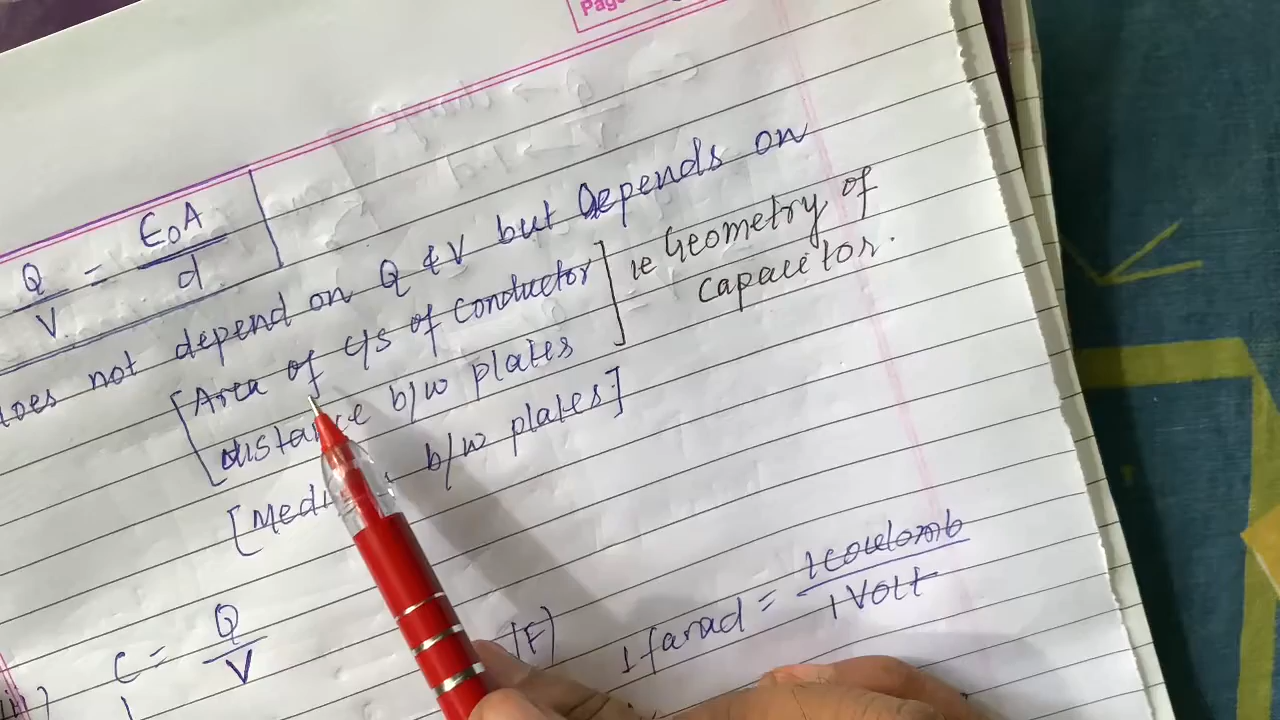 Page
Q/V = ε₀A/d
does not depend on Q & V but Depends on
[Area of c/s of conductor] ie Geometry of
distance b/w plates capacitor.
[Medi b/w plates]
C = Q/V (F) 1 farad = 1 coulomb/1 Volt